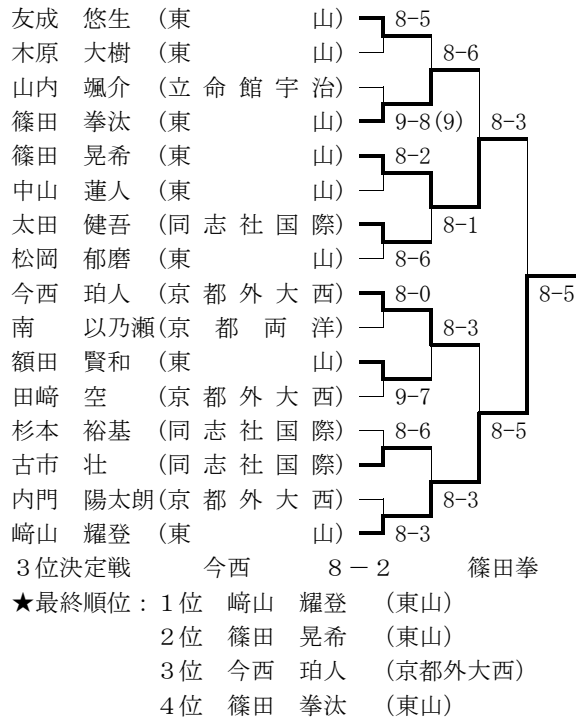 友成 悠生 (東山) 8-5
木原 大樹 (東山) 8-6
山内 颯介 (立命館宇治)
篠田 拳汰 (東山) 9-8(9) 8-3
篠田 晃希 (東山) 8-2
中山 蓮人 (東山)
太田 健吾 (同志社国際) 8-1
松岡 郁磨 (東山) 8-6
今西 珀人 (京都外大西) 8-0 8-5
南 以乃瀬 (京都両洋) 8-3
額田 賢和 (東山)
田﨑 空 (京都外大西) 9-7
杉本 裕基 (同志社国際) 8-6 8-5
古市 壮 (同志社国際)
内門 陽太朗 (京都外大西) 8-3
﨑山 耀登 (東山) 8-3
3位決定戦 今西 8-2 篠田拳
★最終順位:1位 﨑山 耀登 (東山)
2位 篠田 晃希 (東山)
3位 今西 珀人 (京都外大西)
4位 篠田 拳汰 (東山)